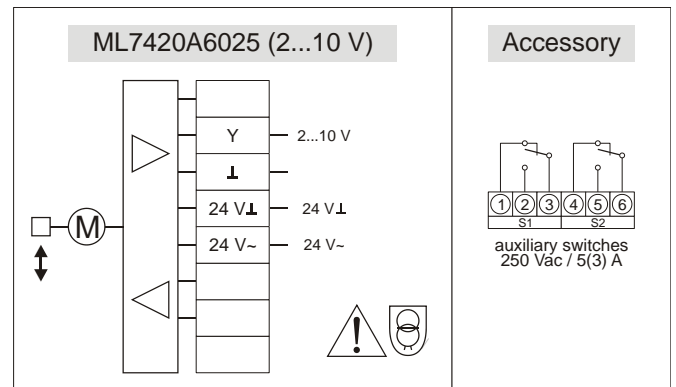 ML7420A6025 (2...10 V)
Accessory
Y
2...10 V
⊥
24 V⊥
24 V⊥
24 V~
24 V~
M
1 2 3 4 5 6
S1 S2
auxiliary switches
250 Vac / 5(3) A
!